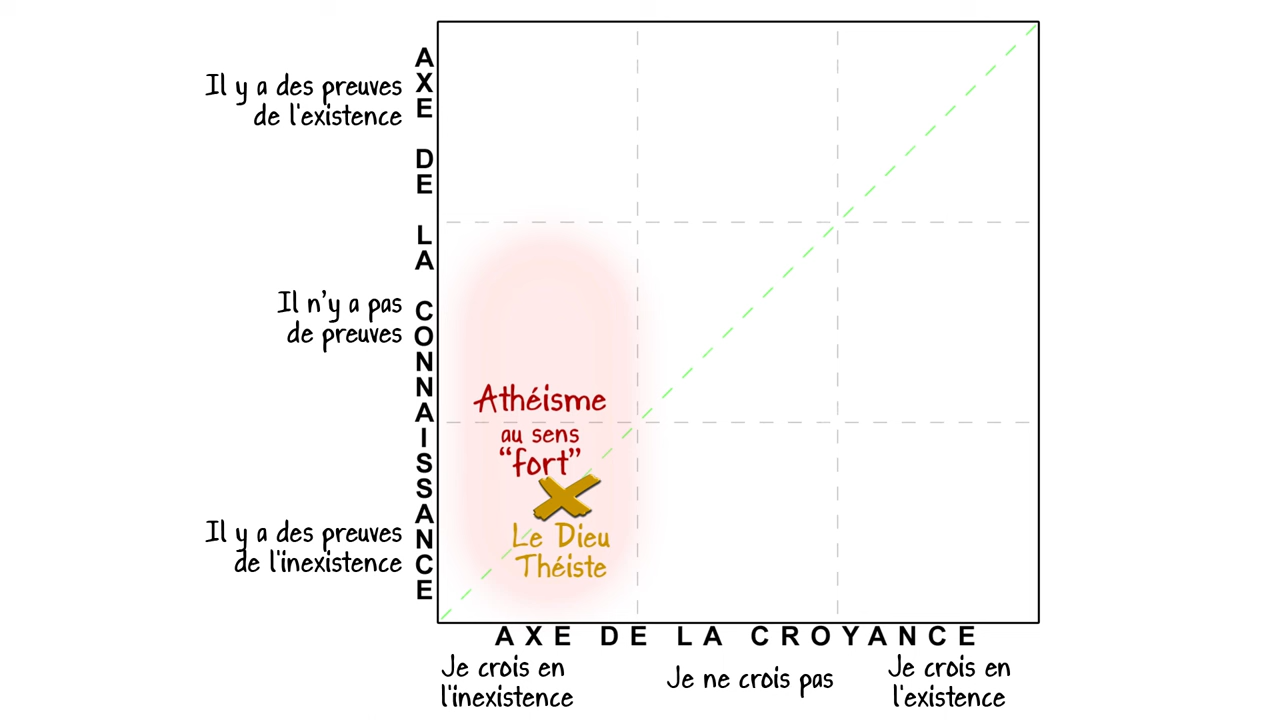 AXE DE LA CONNAISSANCE
Il y a des preuves
de l'existence
Il n'y a pas
de preuves
Il y a des preuves
de l'inexistence
Athéisme
au sens
“fort”
Le Dieu
Théiste
AXE DE LA CROYANCE
Je crois en
l'inexistence
Je ne crois pas
Je crois en
l'existence